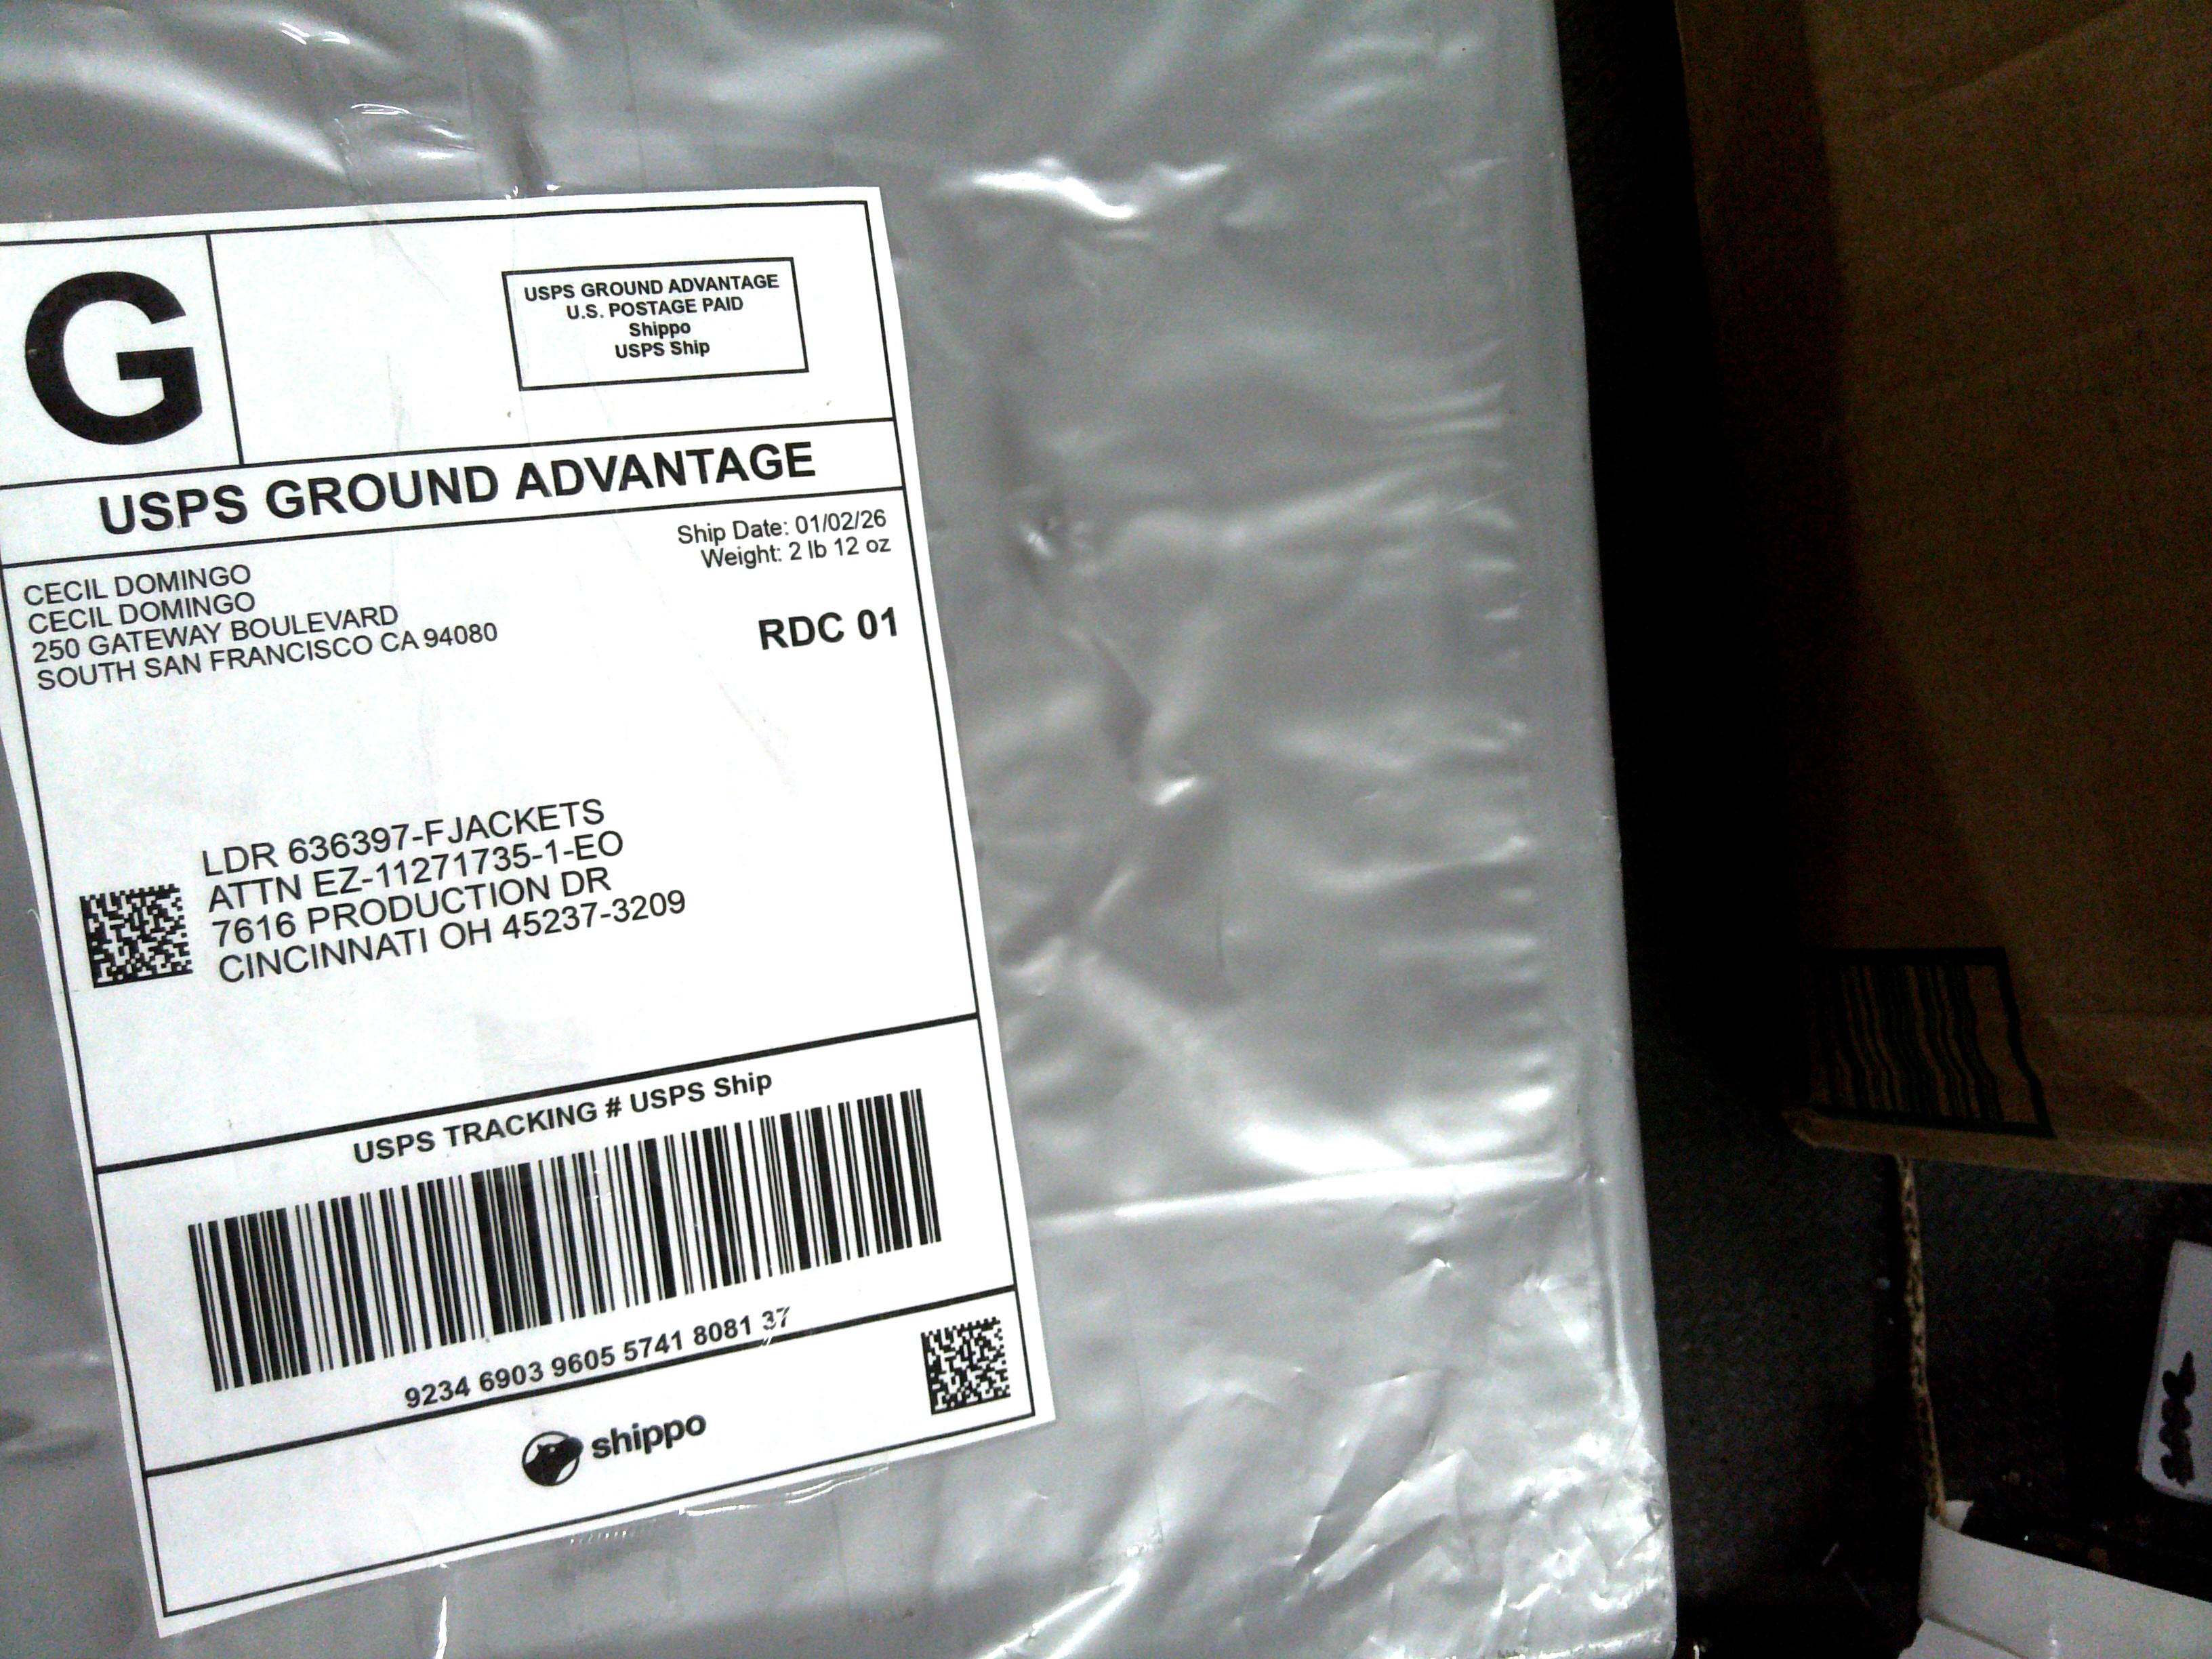 G
USPS GROUND ADVANTAGE
U.S. POSTAGE PAID
Shippo
USPS Ship
USPS GROUND ADVANTAGE
Ship Date: 01/02/26
Weight: 2 lb 12 oz
CECIL DOMINGO
CECIL DOMINGO
250 GATEWAY BOULEVARD
SOUTH SAN FRANCISCO CA 94080
RDC 01
LDR 636397-FJACKETS
ATTN EZ-11271735-1-EO
7616 PRODUCTION DR
CINCINNATI OH 45237-3209
USPS TRACKING # USPS Ship
9234 6903 9605 5741 8081 37
shippo